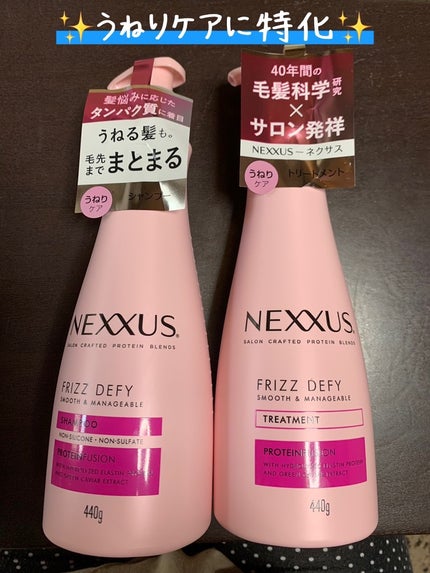 ✨うねりケアに特化✨
髪悩みに応じた
タンパク質に着目
うねる髪も。
毛先まで まとまる
うねり
ケア
シャンプー
NEXXUS®
SALON CRAFTED PROTEIN BLENDS
FRIZZ DEFY
SMOOTH & MANAGEABLE
SHAMPOO
NON-SILICONE・NON-SULFATE
PROTEINFUSION
440g
40年間の
毛髪科学研究
×
サロン発祥
NEXXUS－ネクサス
うねり
ケア
トリートメント
NEXXUS®
SALON CRAFTED PROTEIN BLENDS
FRIZZ DEFY
SMOOTH & MANAGEABLE
TREATMENT
PROTEINFUSION
440g